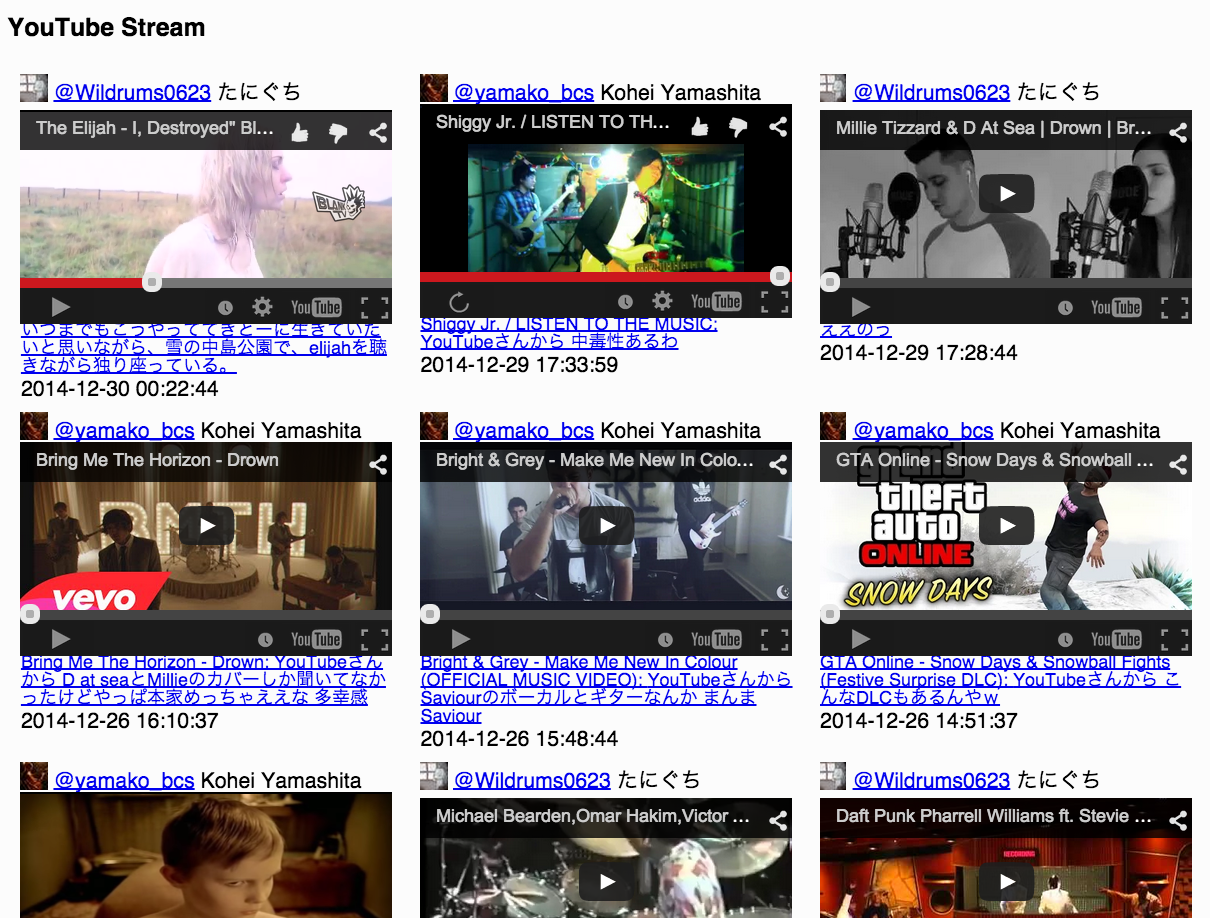 YouTube Stream
@Wildrums0623 たにぐち
The Elijah - I, Destroyed" Bl...
BLANK TV
YouTube
いつまでもこうやっててきとーに生きていた
いと思いながら、雪の中島公園で、elijahを聴
きながら独り座っている。
2014-12-30 00:22:44
@yamako_bcs Kohei Yamashita
Shiggy Jr. / LISTEN TO TH...
YouTube
Shiggy Jr. / LISTEN TO THE MUSIC:
YouTubeさんから 中毒性あるわ
2014-12-29 17:33:59
@Wildrums0623 たにぐち
Millie Tizzard & D At Sea | Drown | Br...
YouTube
ええのう
2014-12-29 17:28:44
@yamako_bcs Kohei Yamashita
Bring Me The Horizon - Drown
BMTH
vevo
YouTube
Bring Me The Horizon - Drown: YouTubeさん
から D at seaとMillieのカバーしか聞いてなか
ったけどやっぱ本家めっちゃええな 多幸感
2014-12-26 16:10:37
@yamako_bcs Kohei Yamashita
Bright & Grey - Make Me New In Colo...
adidas
YouTube
Bright & Grey - Make Me New In Colour
(OFFICIAL MUSIC VIDEO): YouTubeさんから
Saviourのボーカルとギターなんか まんま
Saviour
2014-12-26 15:48:44
@yamako_bcs Kohei Yamashita
GTA Online - Snow Days & Snowball ...
grand
theft
auto
ONLINE
SNOW DAYS
YouTube
GTA Online - Snow Days & Snowball Fights
(Festive Surprise DLC): YouTubeさんから こ
んなDLCもあるんやw
2014-12-26 14:51:37
@yamako_bcs Kohei Yamashita
@Wildrums0623 たにぐち
Michael Bearden,Omar Hakim,Victor ...
@Wildrums0623 たにぐち
Daft Punk Pharrell Williams ft. Stevie ...
RECORDING